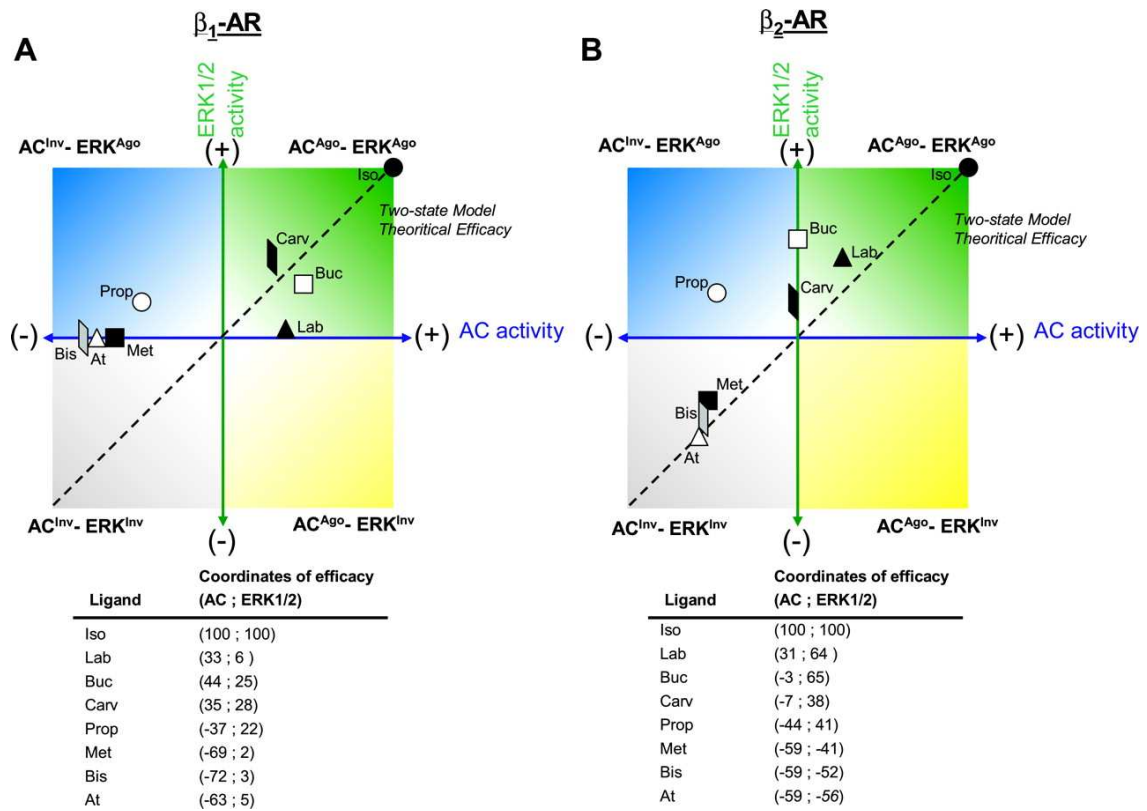 β1-AR
A
ERK1/2
activity
AC^Inv- ERK^Ago
(+)
AC^Ago- ERK^Ago
Iso
Two-state Model
Theoritical Efficacy
Carv
Buc
Prop
Lab
(-)
(+)
AC activity
Bis
At
Met
AC^Inv- ERK^Inv
AC^Ago- ERK^Inv
(-)
Coordinates of efficacy
Ligand (AC ; ERK1/2)
Iso (100 ; 100)
Lab (33 ; 6 )
Buc (44 ; 25)
Carv (35 ; 28)
Prop (-37 ; 22)
Met (-69 ; 2)
Bis (-72 ; 3)
At (-63 ; 5)
β2-AR
B
ERK1/2
activity
AC^Inv- ERK^Ago
(+)
AC^Ago- ERK^Ago
Iso
Two-state Model
Theoritical Efficacy
Buc
Lab
Prop
Carv
(-)
(+)
AC activity
Met
Bis
At
AC^Inv- ERK^Inv
AC^Ago- ERK^Inv
(-)
Coordinates of efficacy
Ligand (AC ; ERK1/2)
Iso (100 ; 100)
Lab (31 ; 64 )
Buc (-3 ; 65)
Carv (-7 ; 38)
Prop (-44 ; 41)
Met (-59 ; -41)
Bis (-59 ; -52)
At (-59 ; -56)